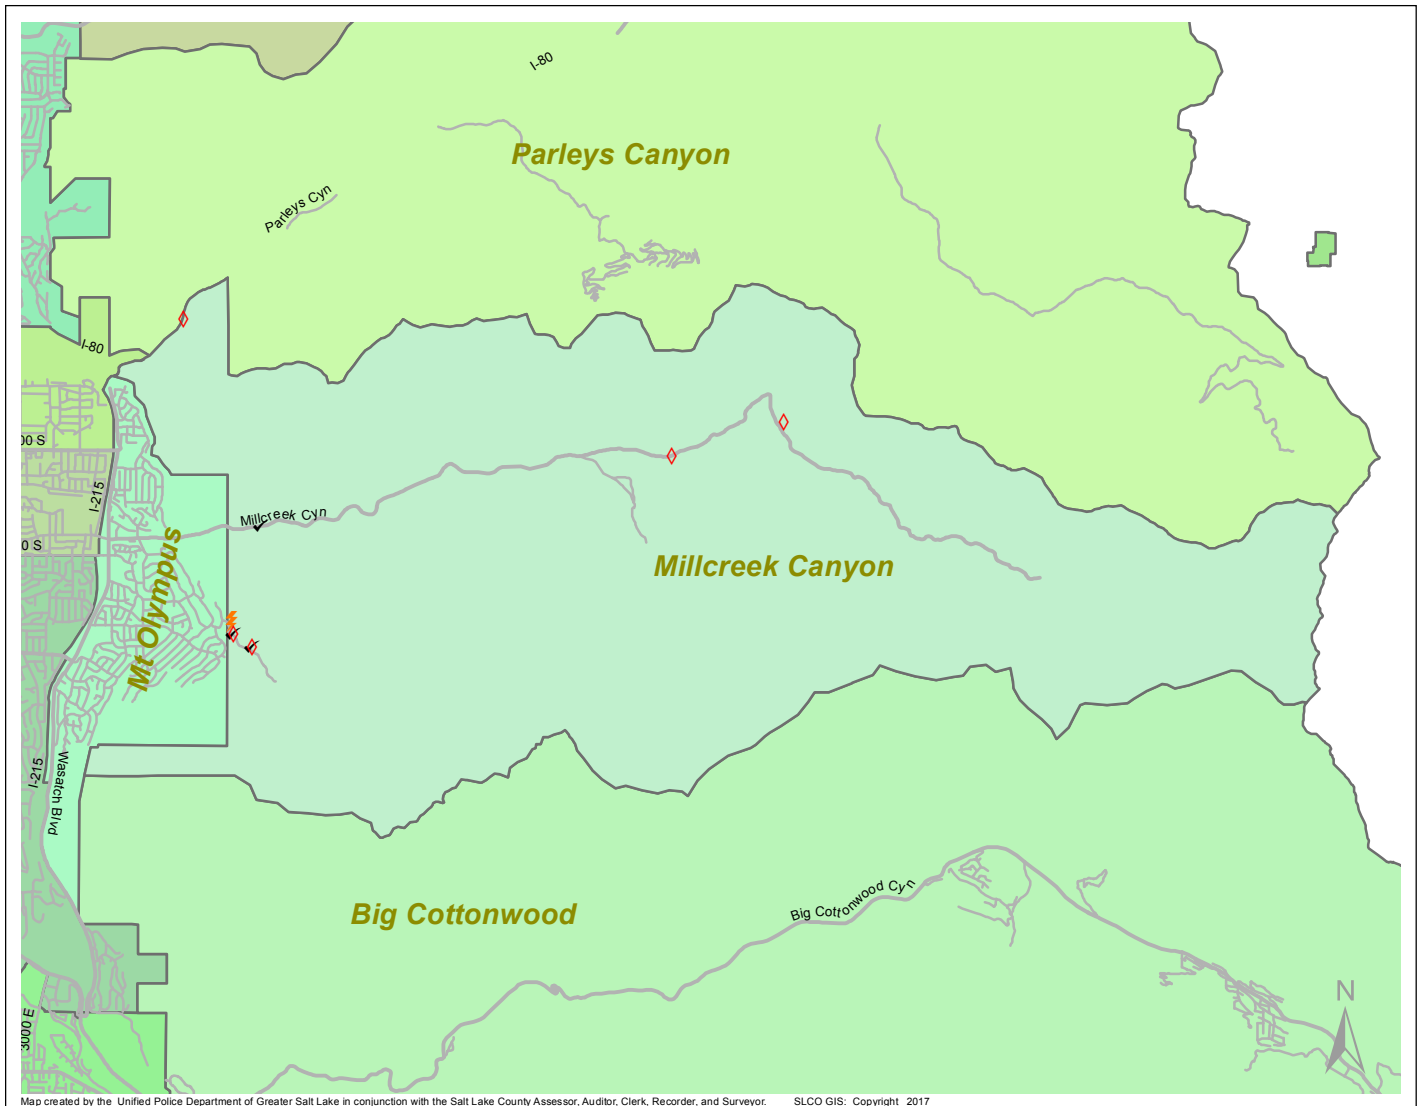 I-80
Parleys Canyon
Parleys Cyn
I-80
00 S
I-215
Millcreek Cyn
0 S
Mt Olympus
Millcreek Canyon
I-215
Wasatch Blvd
Big Cottonwood Cyn
Big Cottonwood
N
3000 E
Map created by the Unified Police Department of Greater Salt Lake in conjunction with the Salt Lake County Assessor, Auditor, Clerk, Recorder, and Surveyor. SLCO GIS: Copyright 2017